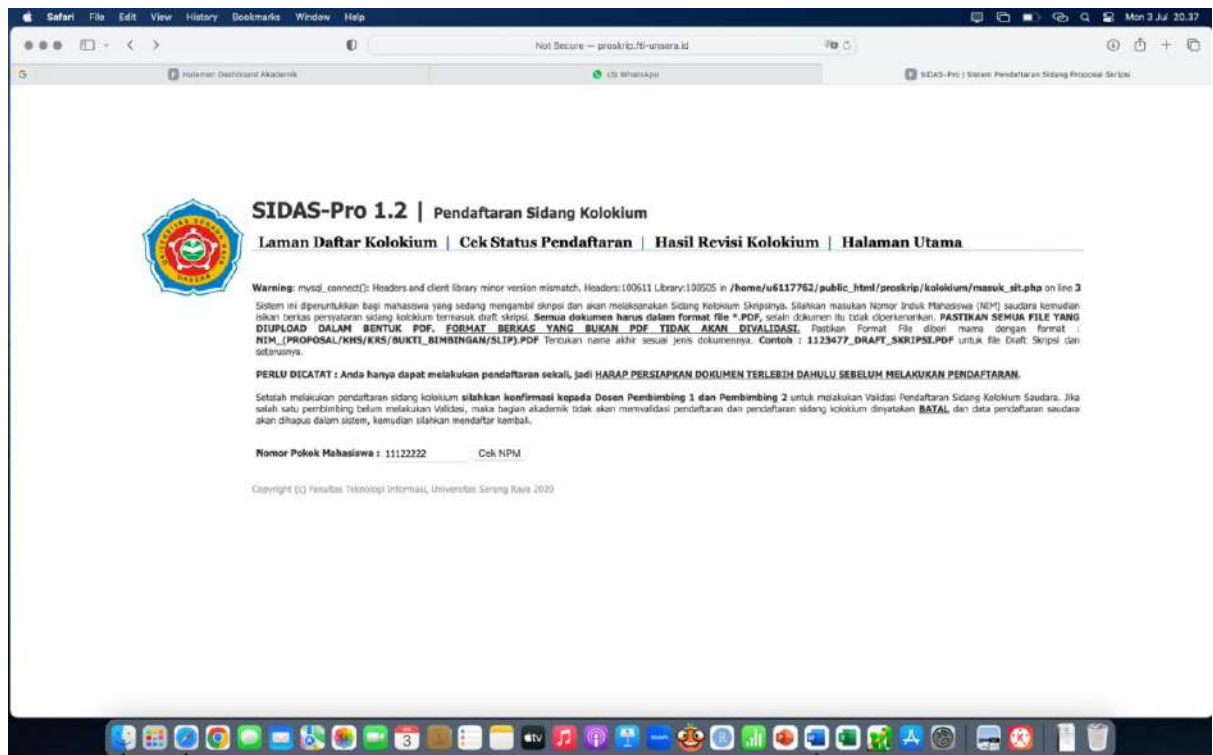 Safari File Edit View History Bookmarks Window Help
Mon 3 Jul 20.37
Not Secure — proskrip.fti-unsera.id
Halaman Dashboard Akademik
(3) WhatsApp
SIDAS-Pro | Sistem Pendaftaran Sidang Proposal Skripsi
SIDAS-Pro 1.2 | Pendaftaran Sidang Kolokium
Laman Daftar Kolokium | Cek Status Pendaftaran | Hasil Revisi Kolokium | Halaman Utama
Warning: mysql_connect(): Headers and client library minor version mismatch. Headers:100611 Library:100505 in /home/u6117762/public_html/proskrip/kolokium/masuk_sit.php on line 3
Sistem ini diperuntukkan bagi mahasiswa yang sedang mengambil skripsi dan akan melaksanakan Sidang Kolokium Skripsinya. Silahkan masukan Nomor Induk Mahasiswa (NIM) saudara kemudian
isikan berkas persyaratan sidang kolokium termasuk draft skripsi. Semua dokumen harus dalam format file *.PDF, selain dokumen itu tidak diperkenankan. PASTIKAN SEMUA FILE YANG
DIUPLOAD DALAM BENTUK PDF. FORMAT BERKAS YANG BUKAN PDF TIDAK AKAN DIVALIDASI. Pastikan Format File diberi nama dengan format :
NIM_(PROPOSAL/KHS/KRS/BUKTI_BIMBINGAN/SLIP).PDF Tentukan nama akhir sesuai jenis dokumennya. Contoh : 1123477_DRAFT_SKRIPSI.PDF untuk file Draft Skripsi dan
seterusnya.
PERLU DICATAT : Anda hanya dapat melakukan pendaftaran sekali, jadi HARAP PERSIAPKAN DOKUMEN TERLEBIH DAHULU SEBELUM MELAKUKAN PENDAFTARAN.
Setelah melakukan pendaftaran sidang kolokium silahkan konfirmasi kepada Dosen Pembimbing 1 dan Pembimbing 2 untuk melakukan Validasi Pendaftaran Sidang Kolokium Saudara. Jika
salah satu pembimbing belum melakukan Validasi, maka bagian akademik tidak akan memvalidasi pendaftaran dan pendaftaran sidang kolokium dinyatakan BATAL, dan data pendaftaran saudara
akan dihapus dalam sistem, kemudian silahkan mendaftar kembali.
Nomor Pokok Mahasiswa : 11122222 Cek NPM
Copyright (c) Fakultas Teknologi Informasi, Universitas Serang Raya 2020